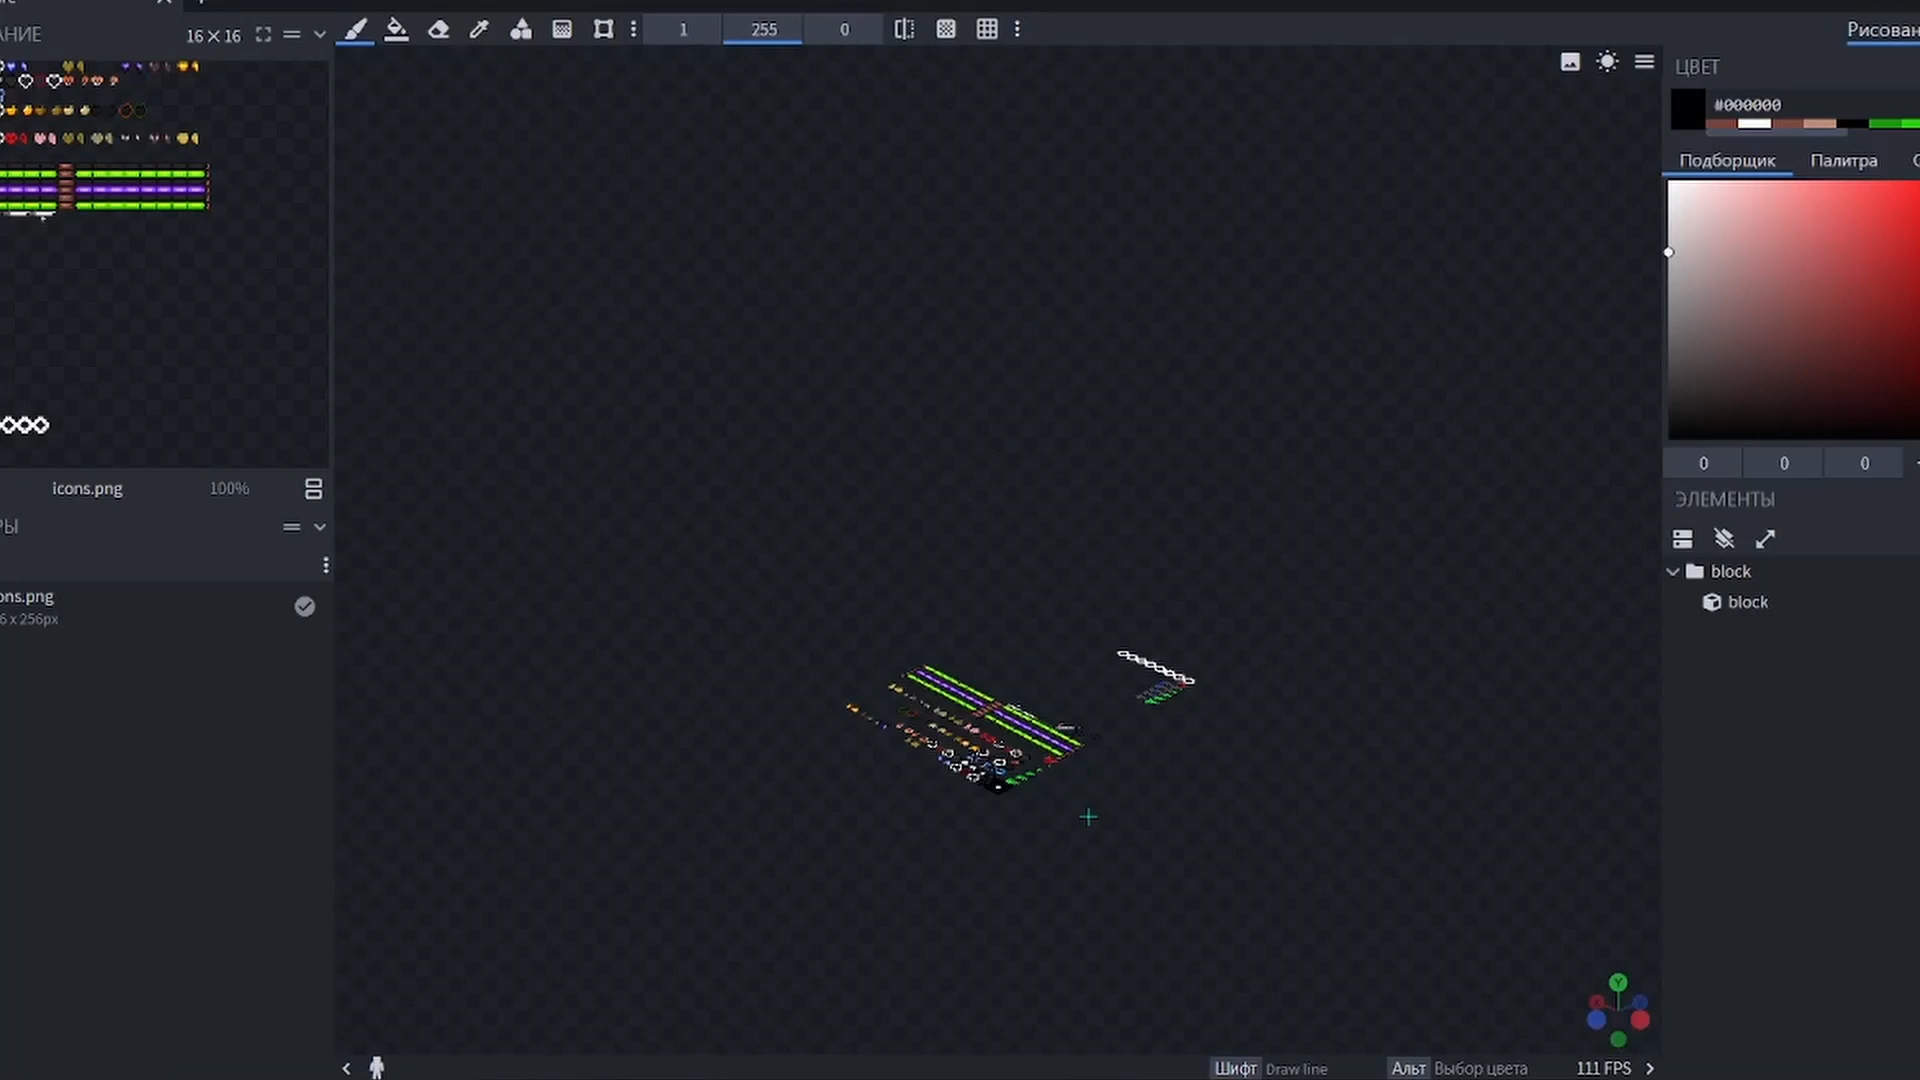 АНИЕ
16 × 16
1
255
0
Рисован
ЦВЕТ
#000000
Подборщик
Палитра
0
0
0
ЭЛЕМЕНТЫ
block
block
icons.png
100%
РЫ
ons.png
6 x 256px
Y
Шифт Draw line
Альт Выбор цвета
111 FPS